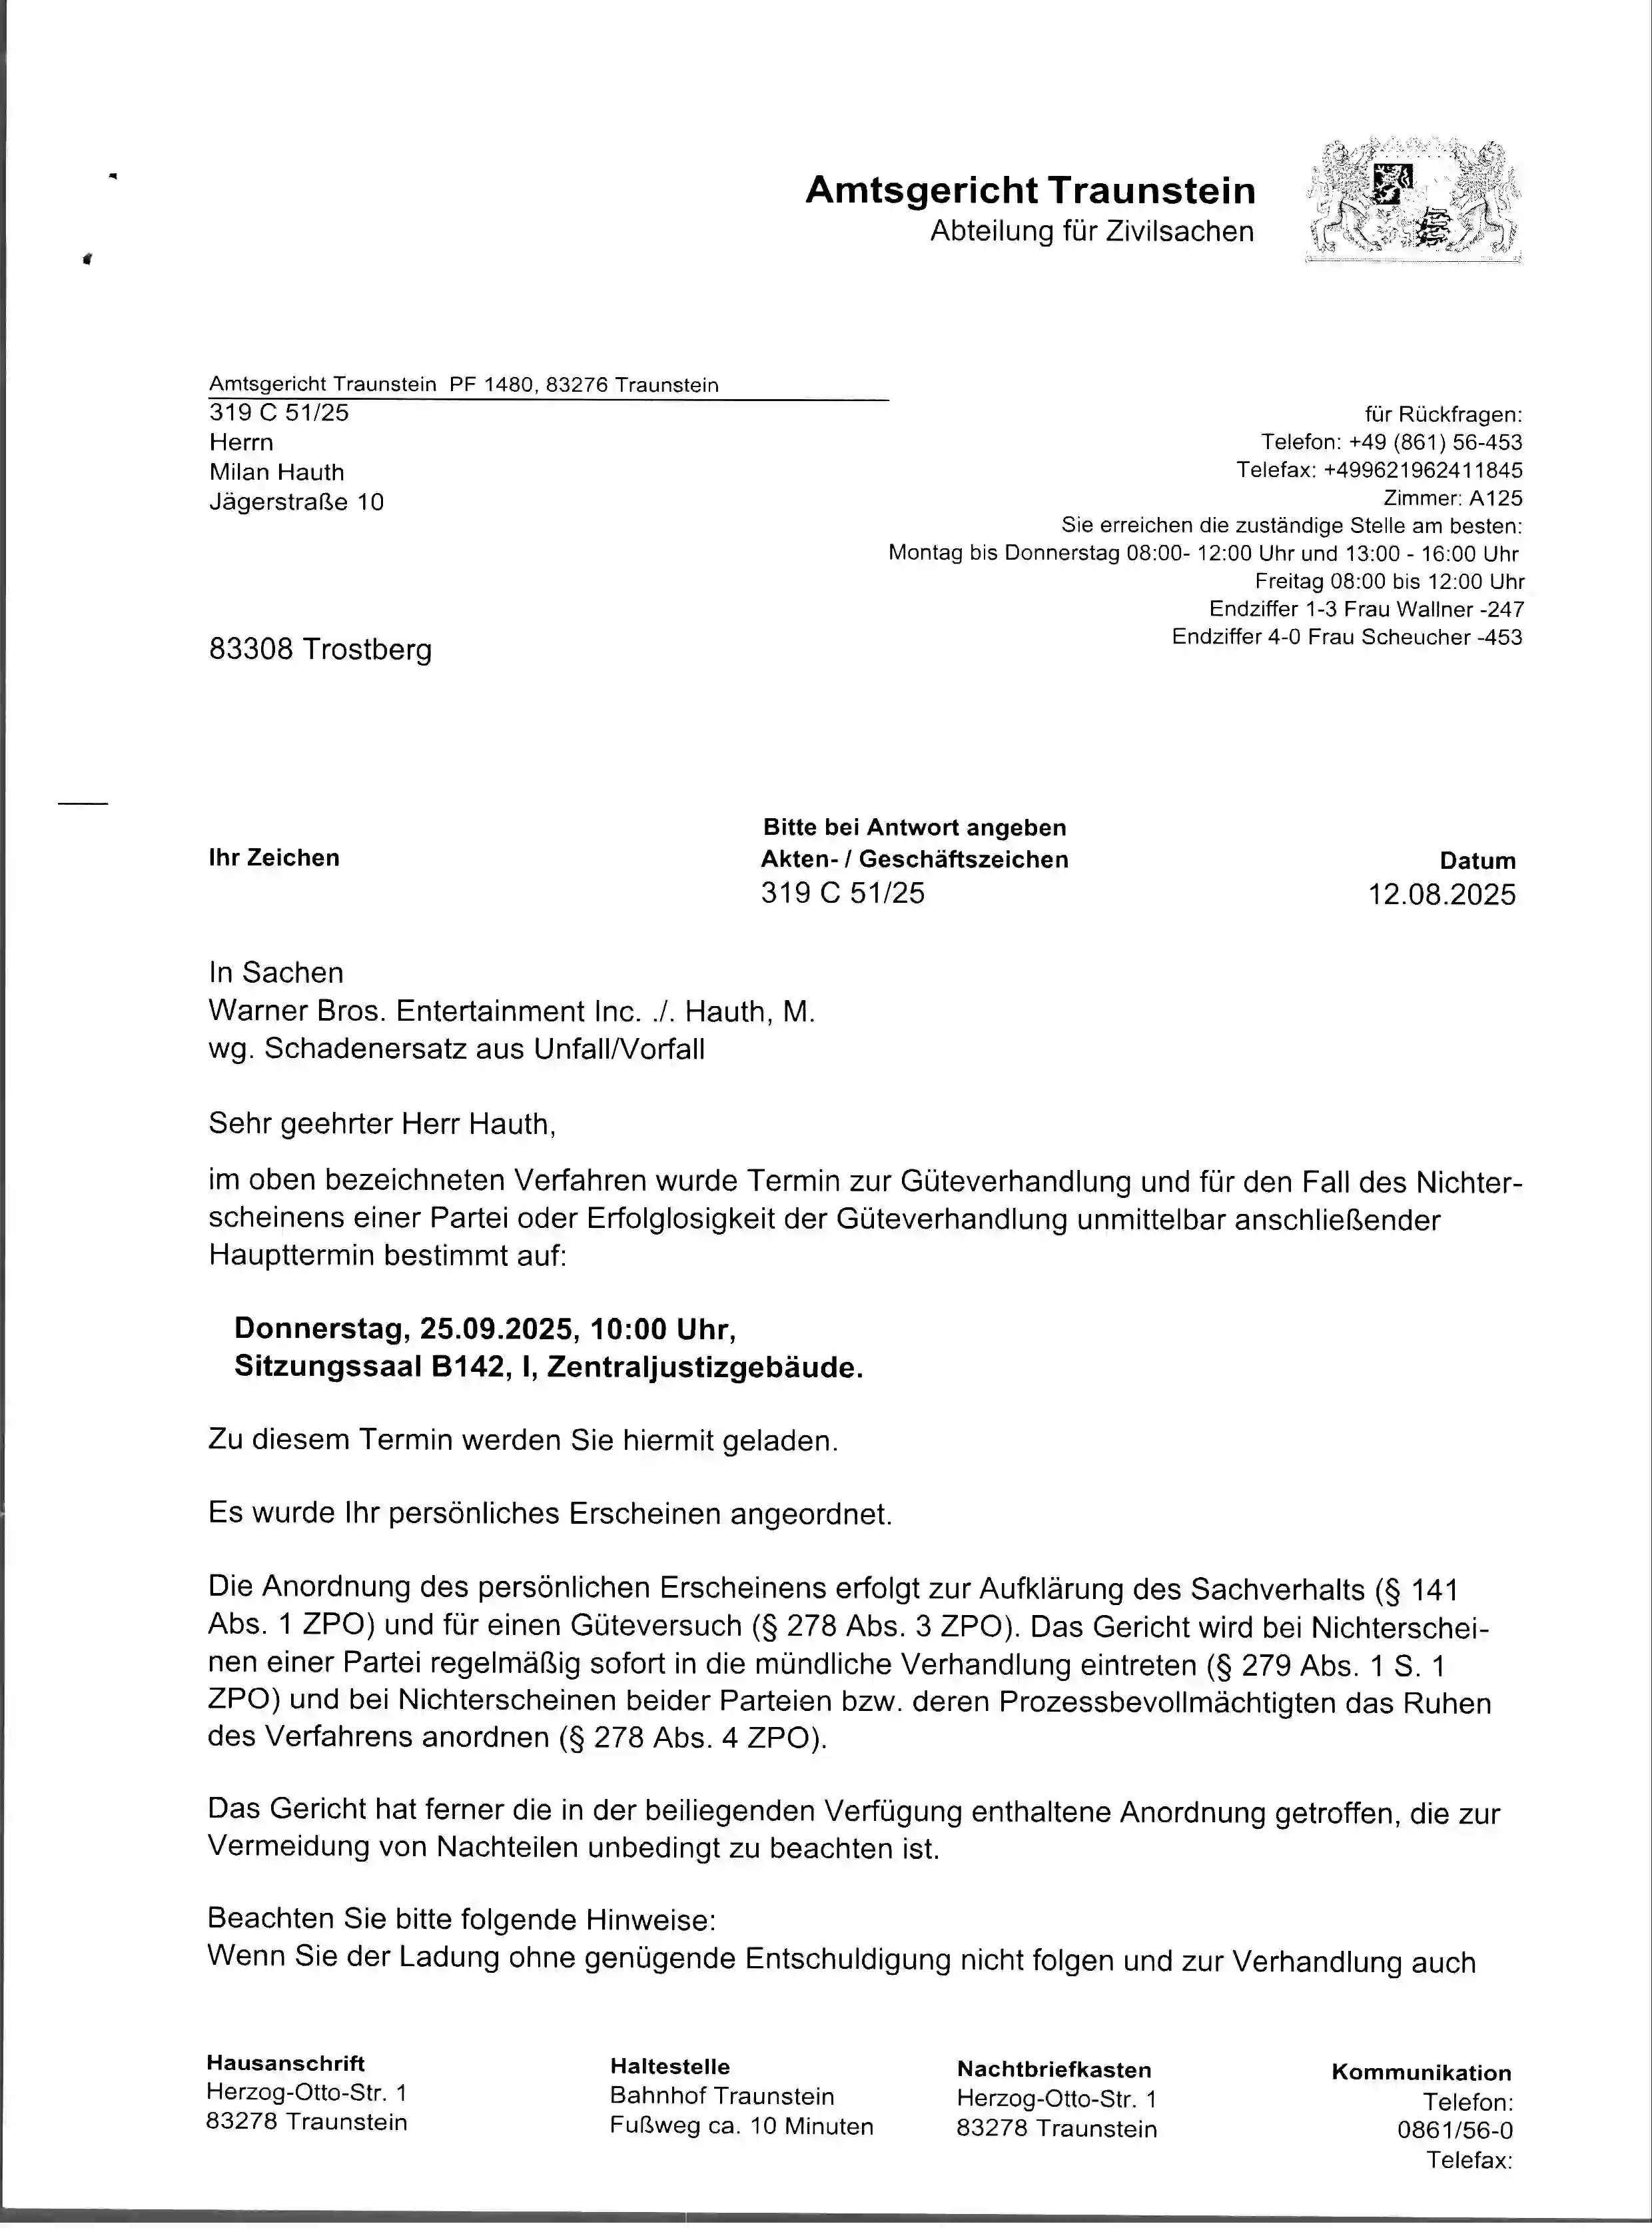 Amtsgericht Traunstein
Abteilung für Zivilsachen
Amtsgericht Traunstein PF 1480, 83276 Traunstein
319 C 51/25
Herrn
Milan Hauth
Jägerstraße 10
83308 Trostberg
für Rückfragen:
Telefon: +49 (861) 56-453
Telefax: +499621962411845
Zimmer: A125
Sie erreichen die zuständige Stelle am besten:
Montag bis Donnerstag 08:00- 12:00 Uhr und 13:00 - 16:00 Uhr
Freitag 08:00 bis 12:00 Uhr
Endziffer 1-3 Frau Wallner -247
Endziffer 4-0 Frau Scheucher -453
Ihr Zeichen
Bitte bei Antwort angeben
Akten- / Geschäftszeichen
319 C 51/25
Datum
12.08.2025
In Sachen
Warner Bros. Entertainment Inc. ./. Hauth, M.
wg. Schadenersatz aus Unfall/Vorfall
Sehr geehrter Herr Hauth,
im oben bezeichneten Verfahren wurde Termin zur Güteverhandlung und für den Fall des Nichter-
scheinens einer Partei oder Erfolglosigkeit der Güteverhandlung unmittelbar anschließender
Haupttermin bestimmt auf:
Donnerstag, 25.09.2025, 10:00 Uhr,
Sitzungssaal B142, I, Zentraljustizgebäude.
Zu diesem Termin werden Sie hiermit geladen.
Es wurde Ihr persönliches Erscheinen angeordnet.
Die Anordnung des persönlichen Erscheinens erfolgt zur Aufklärung des Sachverhalts (§ 141
Abs. 1 ZPO) und für einen Güteversuch (§ 278 Abs. 3 ZPO). Das Gericht wird bei Nichterschei-
nen einer Partei regelmäßig sofort in die mündliche Verhandlung eintreten (§ 279 Abs. 1 S. 1
ZPO) und bei Nichterscheinen beider Parteien bzw. deren Prozessbevollmächtigten das Ruhen
des Verfahrens anordnen (§ 278 Abs. 4 ZPO).
Das Gericht hat ferner die in der beiliegenden Verfügung enthaltene Anordnung getroffen, die zur
Vermeidung von Nachteilen unbedingt zu beachten ist.
Beachten Sie bitte folgende Hinweise:
Wenn Sie der Ladung ohne genügende Entschuldigung nicht folgen und zur Verhandlung auch
Hausanschrift
Herzog-Otto-Str. 1
83278 Traunstein
Haltestelle
Bahnhof Traunstein
Fußweg ca. 10 Minuten
Nachtbriefkasten
Herzog-Otto-Str. 1
83278 Traunstein
Kommunikation
Telefon:
0861/56-0
Telefax: